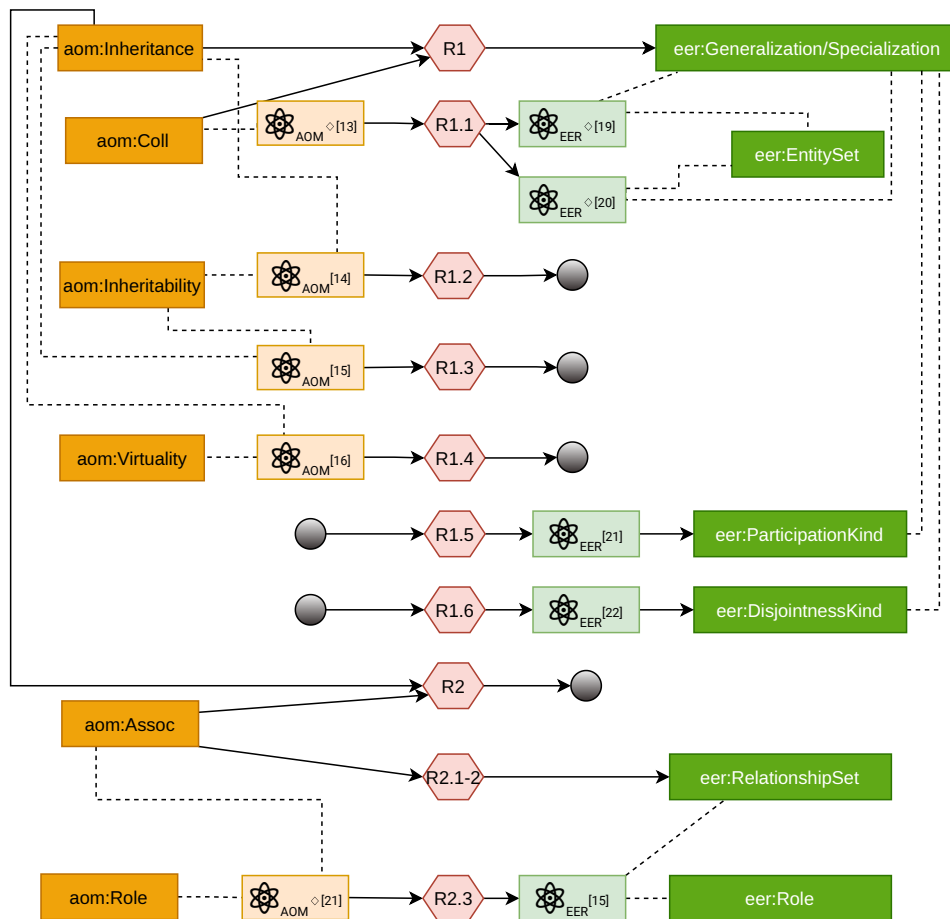 aom:Inheritance
R1
eer:Generalization/Specialization
aom:Coll
AOM ◇[13]
R1.1
EER ◇[19]
eer:EntitySet
EER ◇[20]
aom:Inheritability
AOM[14]
R1.2
AOM[15]
R1.3
aom:Virtuality
AOM[16]
R1.4
R1.5
EER[21]
eer:ParticipationKind
R1.6
EER[22]
eer:DisjointnessKind
R2
aom:Assoc
R2.1-2
eer:RelationshipSet
aom:Role
AOM ◇[21]
R2.3
EER[15]
eer:Role